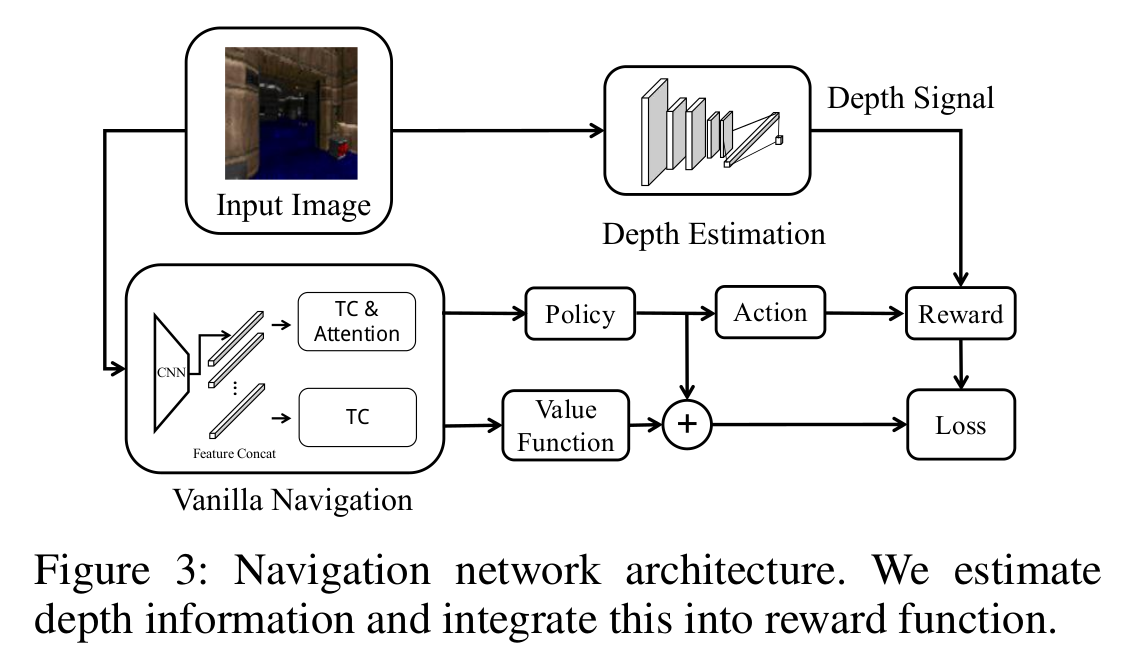 Input Image
Depth Signal
Depth Estimation
CNN
Feature Concat
TC &
Attention
TC
Vanilla Navigation
Policy
Action
Reward
Value
Function
+
Loss
Figure 3: Navigation network architecture. We estimate
depth information and integrate this into reward function.